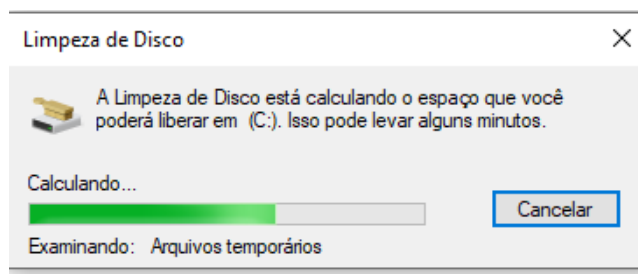 Limpeza de Disco
A Limpeza de Disco está calculando o espaço que você
poderá liberar em (C:). Isso pode levar alguns minutos.
Calculando...
Cancelar
Examinando: Arquivos temporários